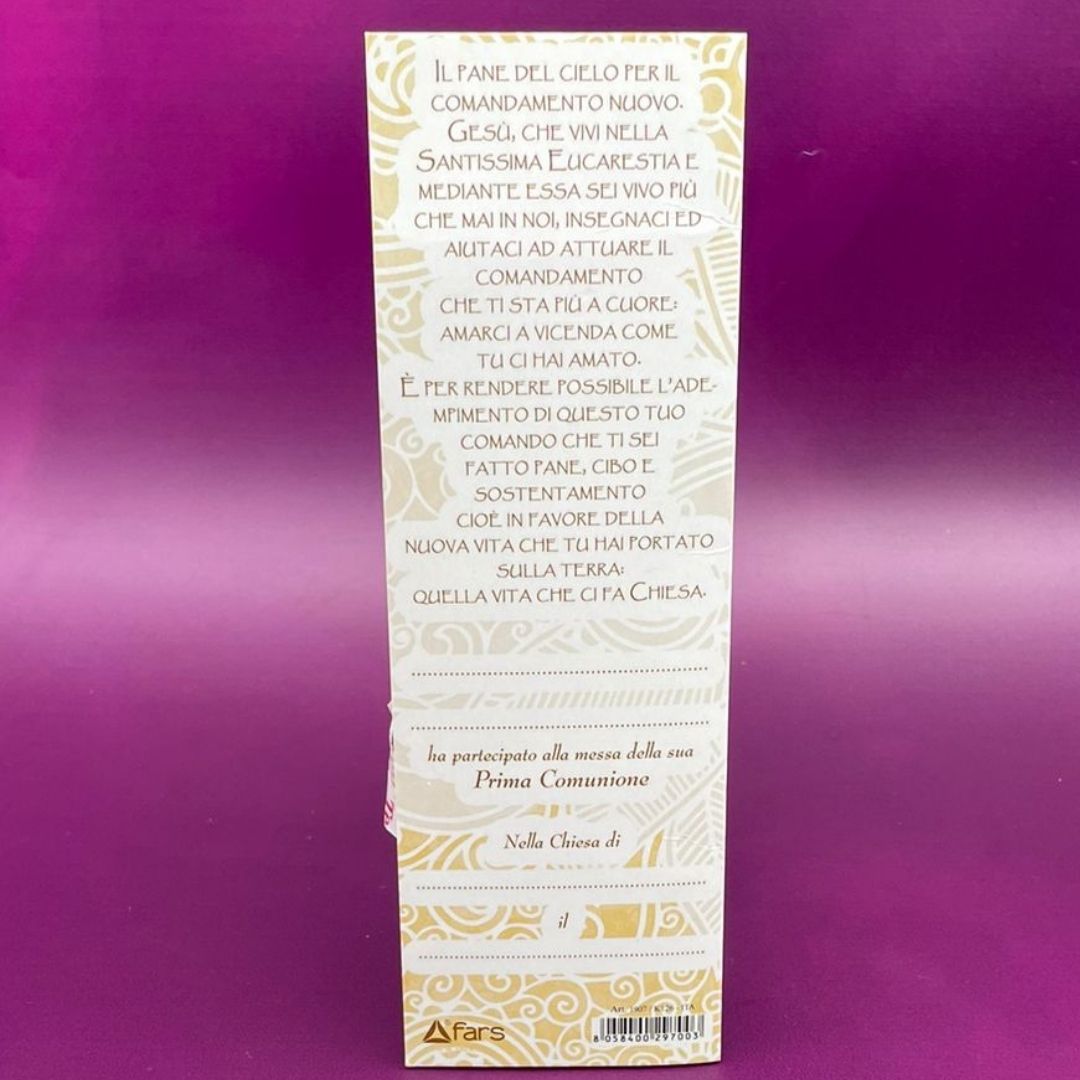 IL PANE DEL CIELO PER IL
COMANDAMENTO NUOVO.
GESÙ, CHE VIVI NELLA
SANTISSIMA EUCARESTIA E
MEDIANTE ESSA SEI VIVO PIÙ
CHE MAI IN NOI, INSEGNACI ED
AIUTACI AD ATTUARE IL
COMANDAMENTO
CHE TI STA PIÙ A CUORE:
AMARCI A VICENDA COME
TU CI HAI AMATO.
È PER RENDERE POSSIBILE L'ADE-
MPIMENTO DI QUESTO TUO
COMANDO CHE TI SEI
FATTO PANE, CIBO E
SOSTENTAMENTO
CIOÈ IN FAVORE DELLA
NUOVA VITA CHE TU HAI PORTATO
SULLA TERRA:
QUELLA VITA CHE CI FA CHIESA.
ha partecipato alla messa della sua
Prima Comunione
Nella Chiesa di
il
Art. 1907 / - ITA
fars
8 058400 297003